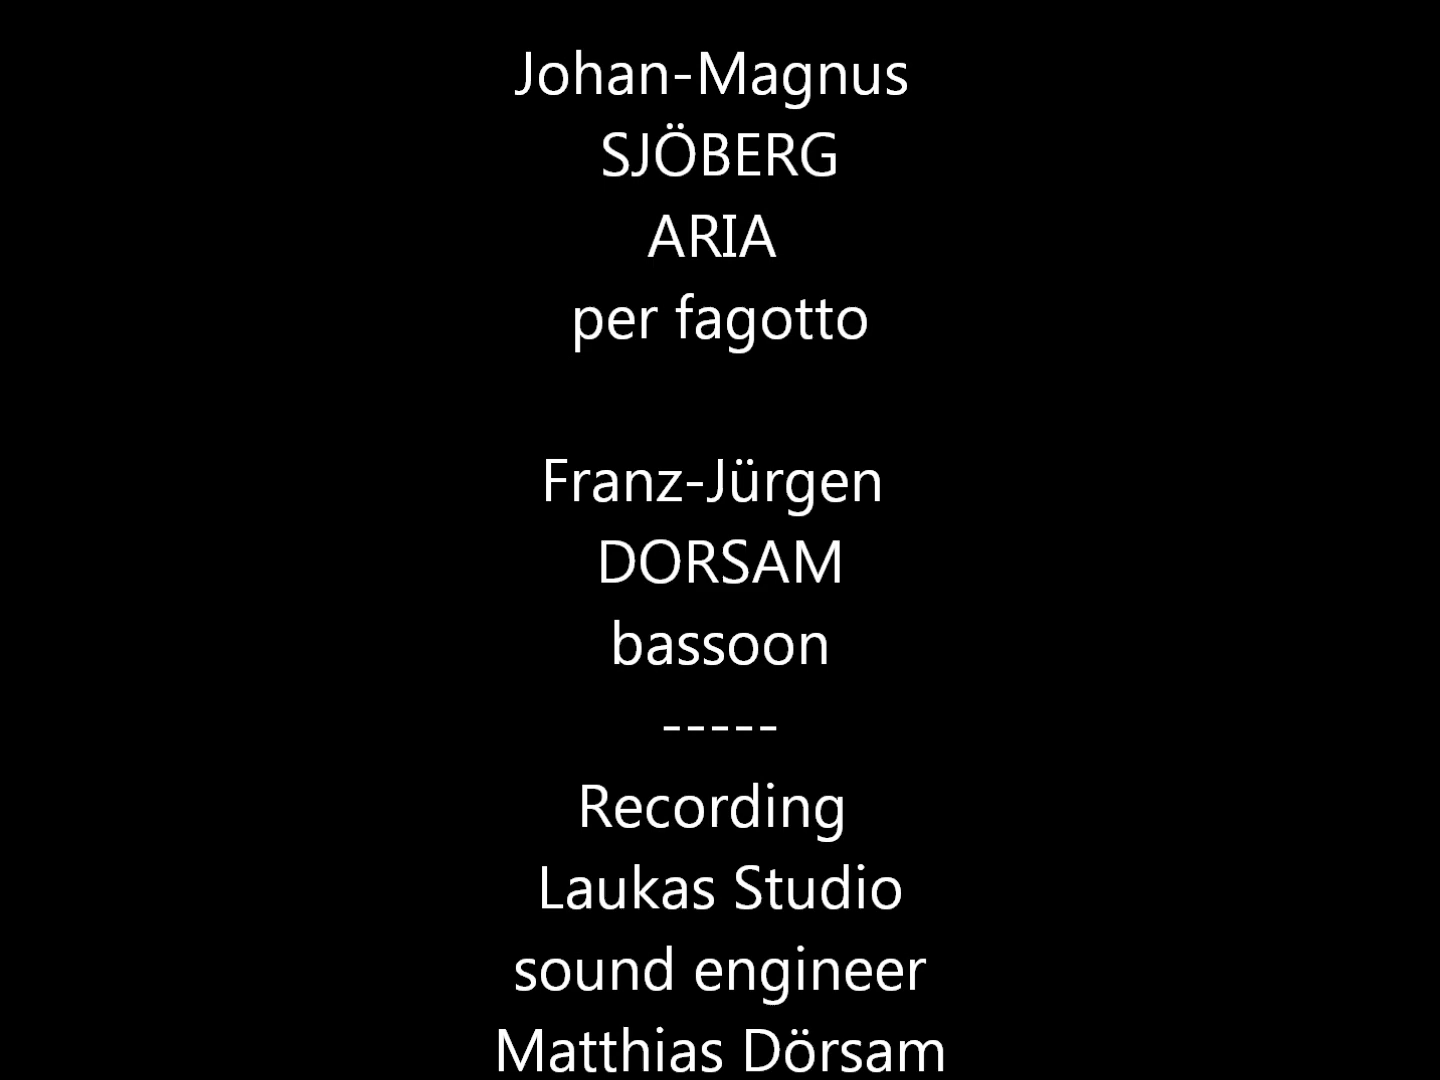 Johan-Magnus
SJÖBERG
ARIA
per fagotto
Franz-Jürgen
DORSAM
bassoon
-----
Recording
Laukas Studio
sound engineer
Matthias Dörsam